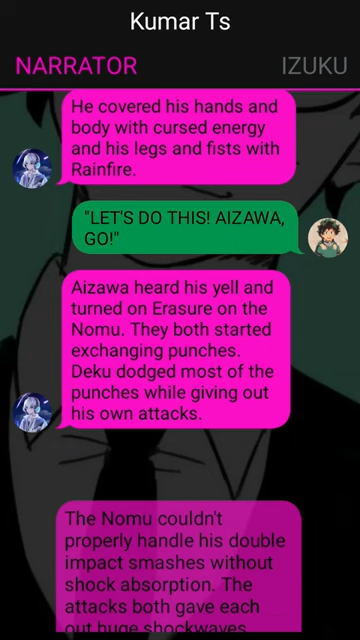 Kumar Ts
NARRATOR
IZUKU
He covered his hands and
body with cursed energy
and his legs and fists with
Rainfire.
"LET'S DO THIS! AIZAWA,
GO!"
Aizawa heard his yell and
turned on Erasure on the
Nomu. They both started
exchanging punches.
Deku dodged most of the
punches while giving out
his own attacks.
The Nomu couldn't
properly handle his double
impact smashes without
shock absorption. The
attacks both gave each
out huge shockwaves